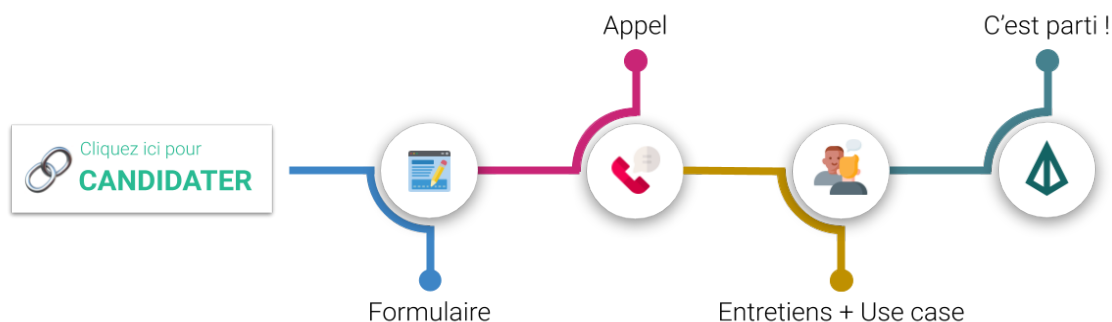 Cliquez ici pour
CANDIDATER
Formulaire
Appel
Entretiens + Use case
C’est parti !